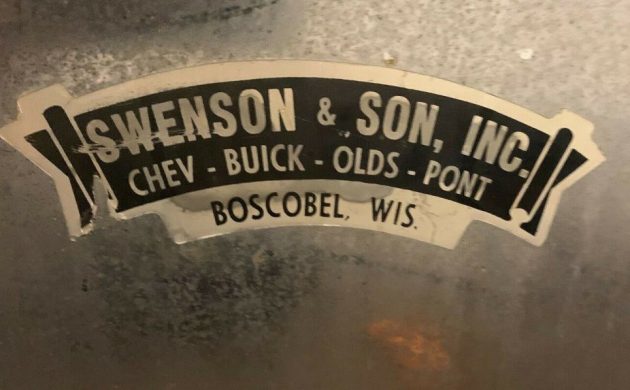 SWENSON & SON, INC.
CHEV - BUICK - OLDS - PONT
BOSCOBEL, WIS.